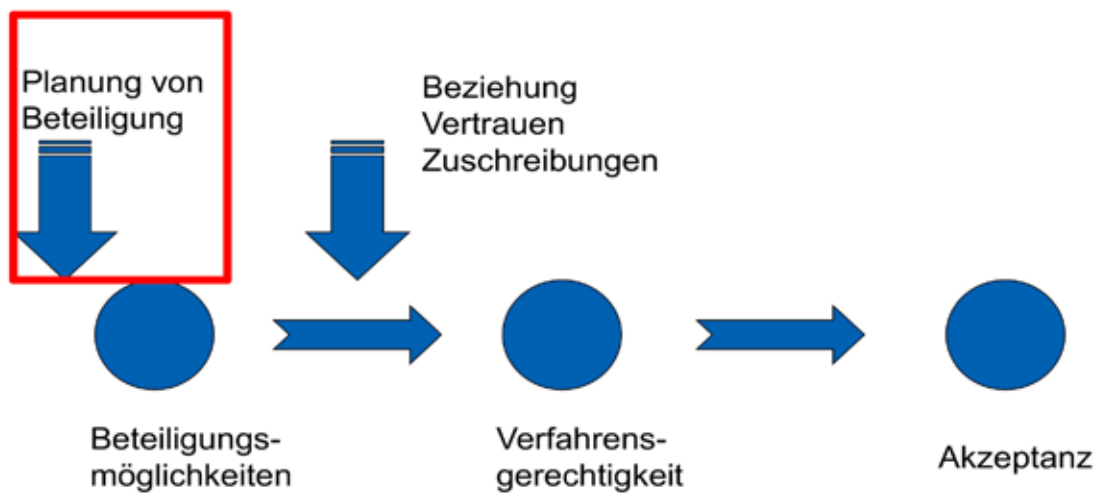 Planung von
Beteiligung
Beziehung
Vertrauen
Zuschreibungen
Beteiligungs-
möglichkeiten
Verfahrens-
gerechtigkeit
Akzeptanz